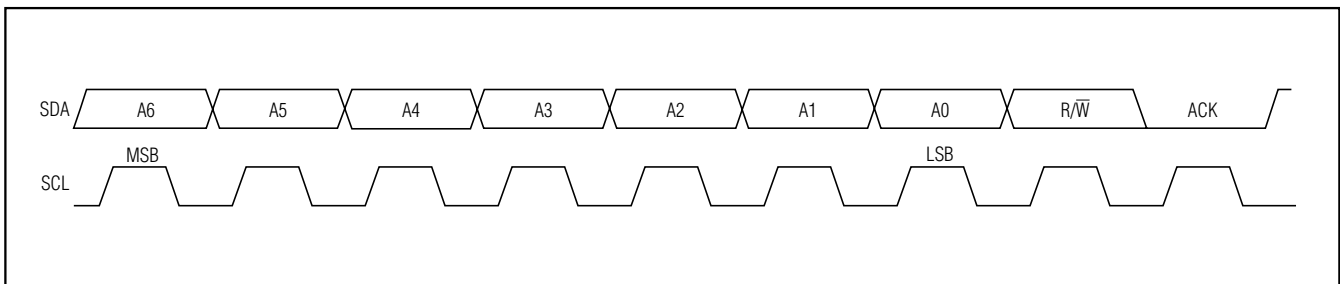 SDA A6 A5 A4 A3 A2 A1 A0 R/W̅ ACK
MSB LSB
SCL